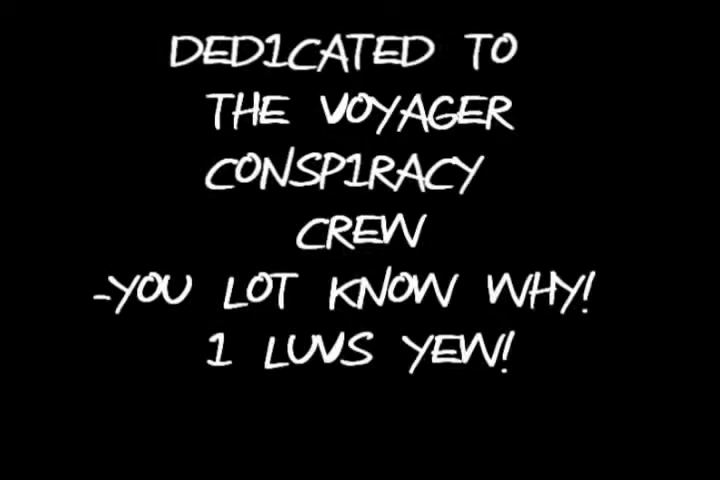 DED1CATED TO
THE VOYAGER
CONSP1RACY
CREW
-YOU LOT KNOW WHY!
1 LUVS YEW!